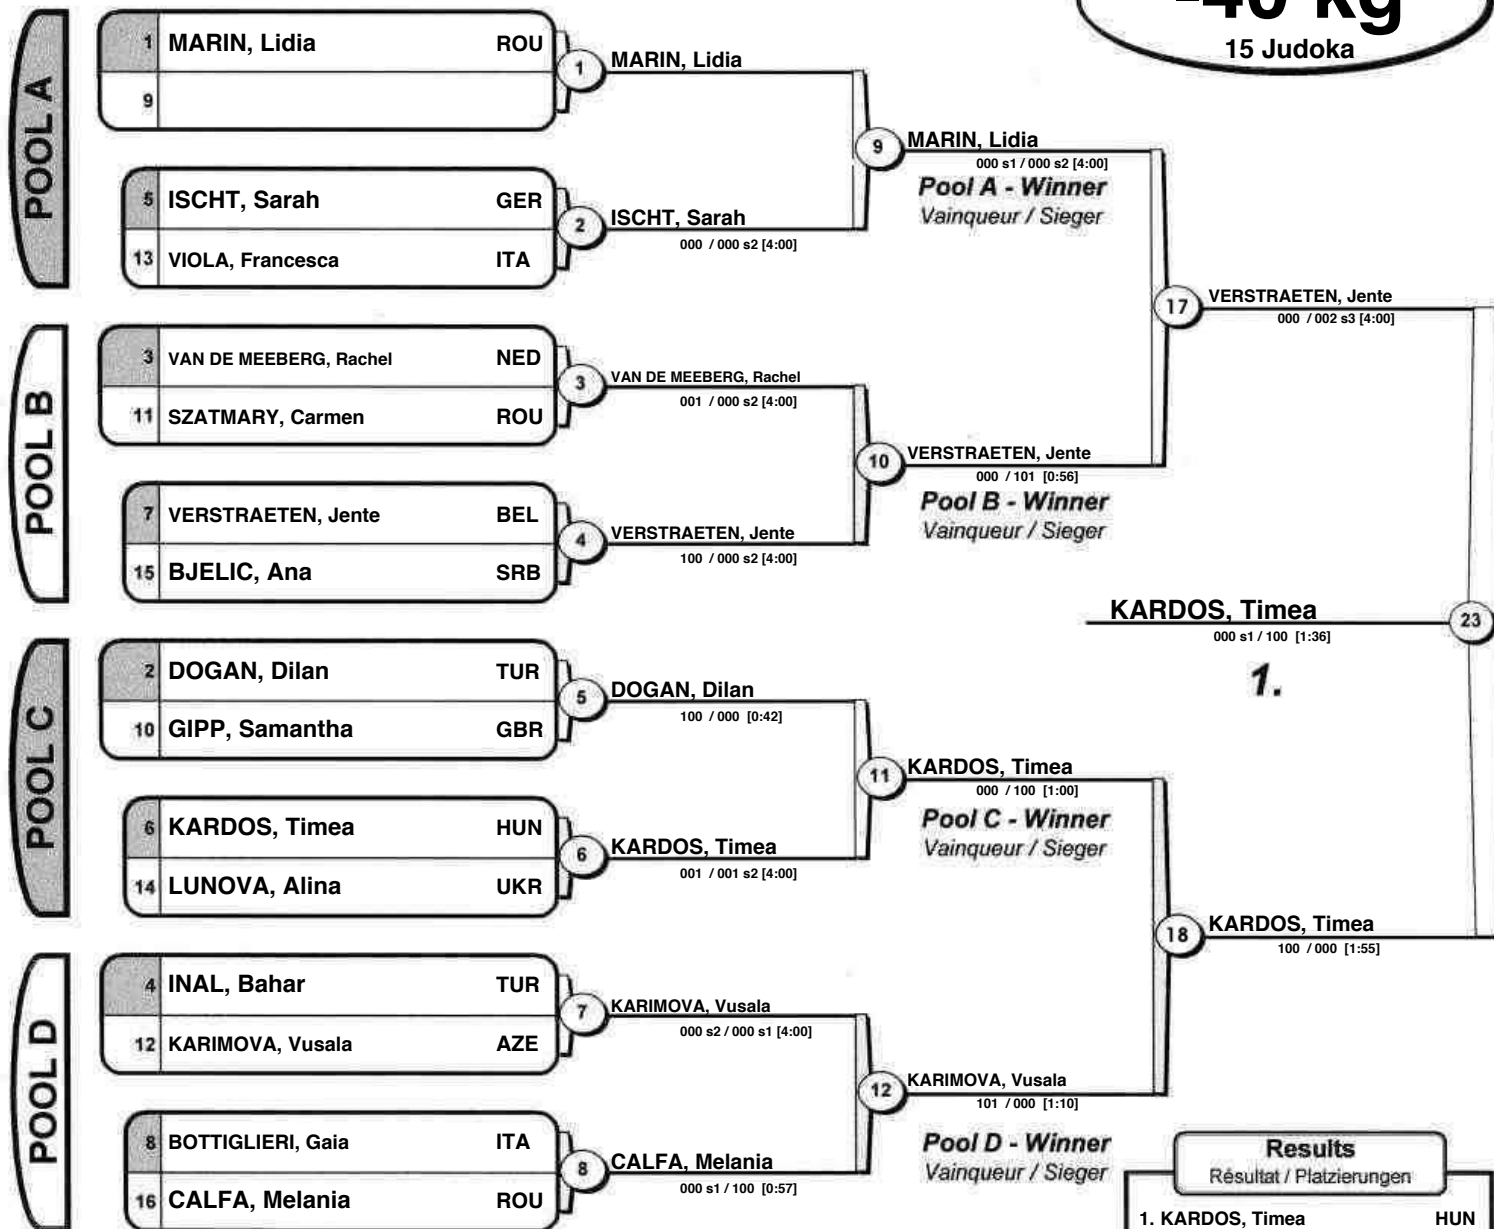 -40 kg
15 Judoka
POOL A
1 MARIN, Lidia ROU
9
1
MARIN, Lidia
5 ISCHT, Sarah GER
13 VIOLA, Francesca ITA
2
ISCHT, Sarah
000 / 000 s2 [4:00]
9
MARIN, Lidia
000 s1 / 000 s2 [4:00]
Pool A - Winner
Vainqueur / Sieger
POOL B
3 VAN DE MEEBERG, Rachel NED
11 SZATMARY, Carmen ROU
3
VAN DE MEEBERG, Rachel
001 / 000 s2 [4:00]
7 VERSTRAETEN, Jente BEL
15 BJELIC, Ana SRB
4
VERSTRAETEN, Jente
100 / 000 s2 [4:00]
10
VERSTRAETEN, Jente
000 / 101 [0:56]
Pool B - Winner
Vainqueur / Sieger
17
VERSTRAETEN, Jente
000 / 002 s3 [4:00]
KARDOS, Timea
000 s1 / 100 [1:36]
1.
23
POOL C
2 DOGAN, Dilan TUR
10 GIPP, Samantha GBR
5
DOGAN, Dilan
100 / 000 [0:42]
6 KARDOS, Timea HUN
14 LUNOVA, Alina UKR
6
KARDOS, Timea
001 / 001 s2 [4:00]
11
KARDOS, Timea
000 / 100 [1:00]
Pool C - Winner
Vainqueur / Sieger
18
KARDOS, Timea
100 / 000 [1:55]
POOL D
4 INAL, Bahar TUR
12 KARIMOVA, Vusala AZE
7
KARIMOVA, Vusala
000 s2 / 000 s1 [4:00]
8 BOTTIGLIERI, Gaia ITA
16 CALFA, Melania ROU
8
CALFA, Melania
000 s1 / 100 [0:57]
12
KARIMOVA, Vusala
101 / 000 [1:10]
Pool D - Winner
Vainqueur / Sieger
Results
Résultat / Platzierungen
1. KARDOS, Timea HUN